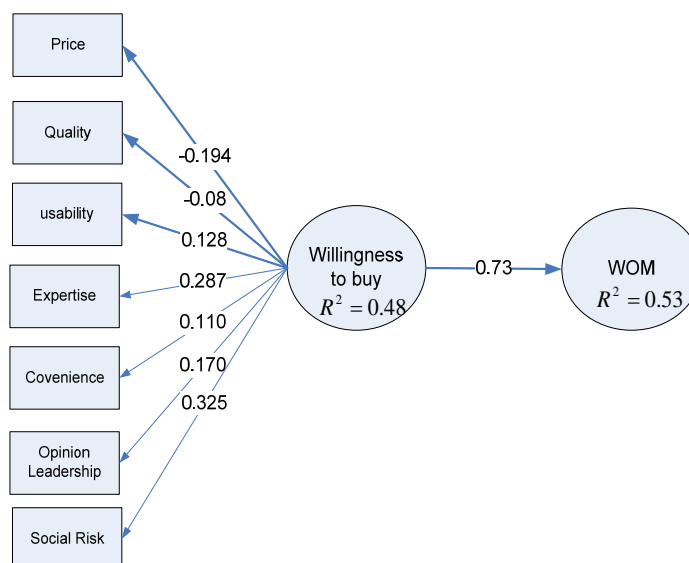 Price
Quality
usability
Expertise
Covenience
Opinion
Leadership
Social Risk
-0.194
-0.08
0.128
0.287
0.110
0.170
0.325
Willingness
to buy
R² = 0.48
0.73
WOM
R² = 0.53